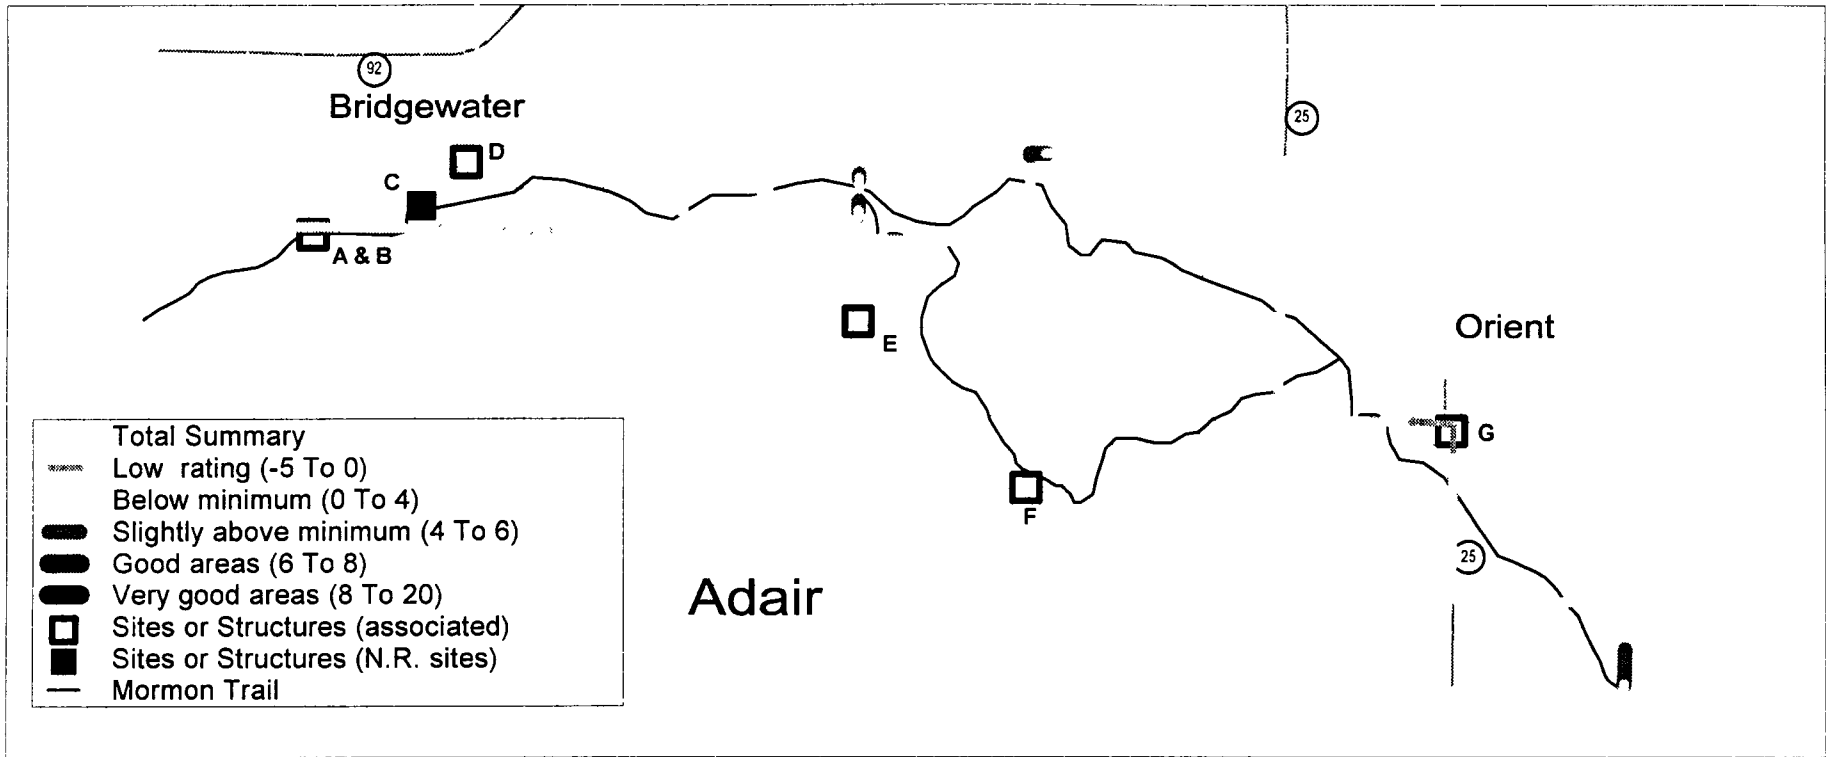 92
Bridgewater
25
D
C
A & B
E
Orient
G
F
25
Adair
Total Summary
Low rating (-5 To 0)
Below minimum (0 To 4)
Slightly above minimum (4 To 6)
Good areas (6 To 8)
Very good areas (8 To 20)
Sites or Structures (associated)
Sites or Structures (N.R. sites)
Mormon Trail